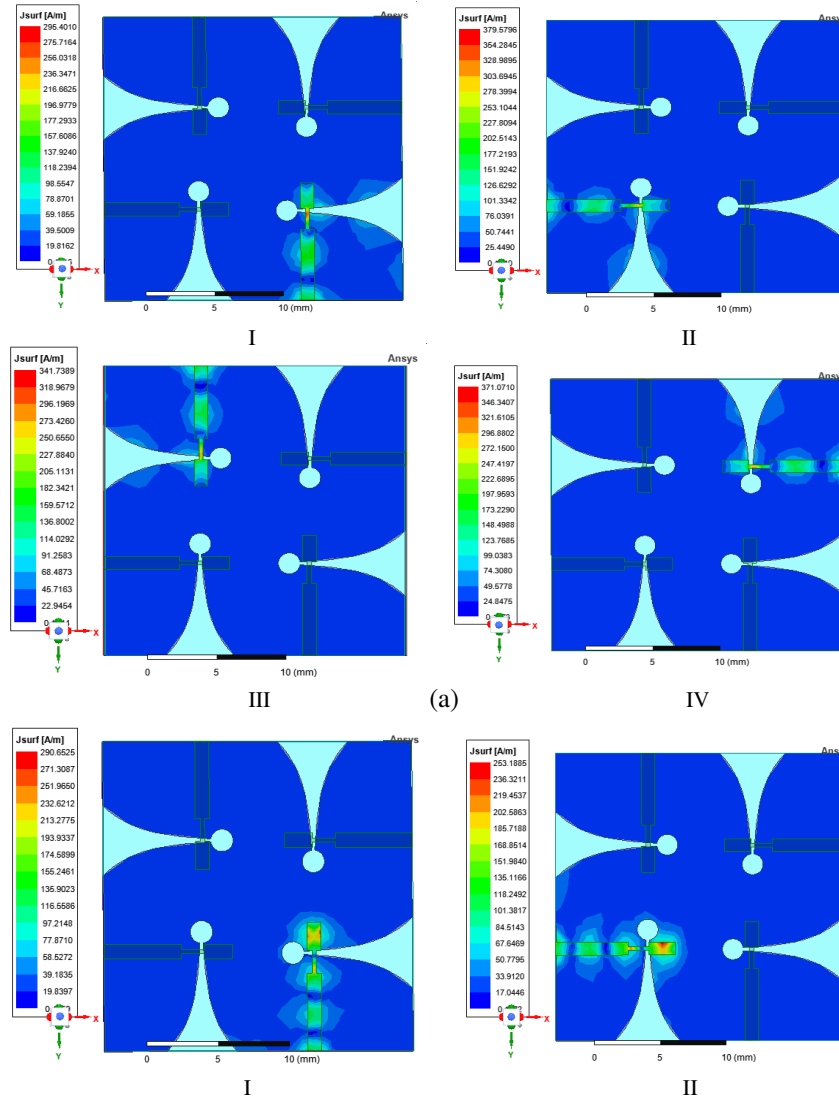 Jsurf [A/m]
295.4010
275.7164
256.0318
236.3471
216.6625
196.9779
177.2933
157.6086
137.9240
118.2394
98.5547
78.8701
59.1855
39.5009
19.8162
X
Y
Ansys
0 5 10 (mm)
I
Jsurf [A/m]
379.5796
354.2845
328.9895
303.6945
278.3994
253.1044
227.8094
202.5143
177.2193
151.9242
126.6292
101.3342
76.0391
50.7441
25.4490
X
Y
0 5 10 (mm)
II
Jsurf [A/m]
341.7389
318.9679
296.1969
273.4260
250.6550
227.8840
205.1131
182.3421
159.5712
136.8002
114.0292
91.2583
68.4873
45.7163
22.9454
X
Y
Ansys
0 5 10 (mm)
III
(a)
Jsurf [A/m]
371.0710
346.3407
321.6105
296.8802
272.1500
247.4197
222.6895
197.9593
173.2290
148.4988
123.7685
99.0383
74.3080
49.5778
24.8475
X
Y
0 5 10 (mm)
IV
Jsurf [A/m]
290.6525
271.3087
251.9650
232.6212
213.2775
193.9337
174.5899
155.2461
135.9023
116.5586
97.2148
77.8710
58.5272
39.1835
19.8397
X
Y
Ansys
0 5 10 (mm)
I
Jsurf [A/m]
253.1885
236.3211
219.4537
202.5863
185.7188
168.8514
151.9840
135.1166
118.2492
101.3817
84.5143
67.6469
50.7795
33.9120
17.0446
X
Y
0 5 10 (mm)
II